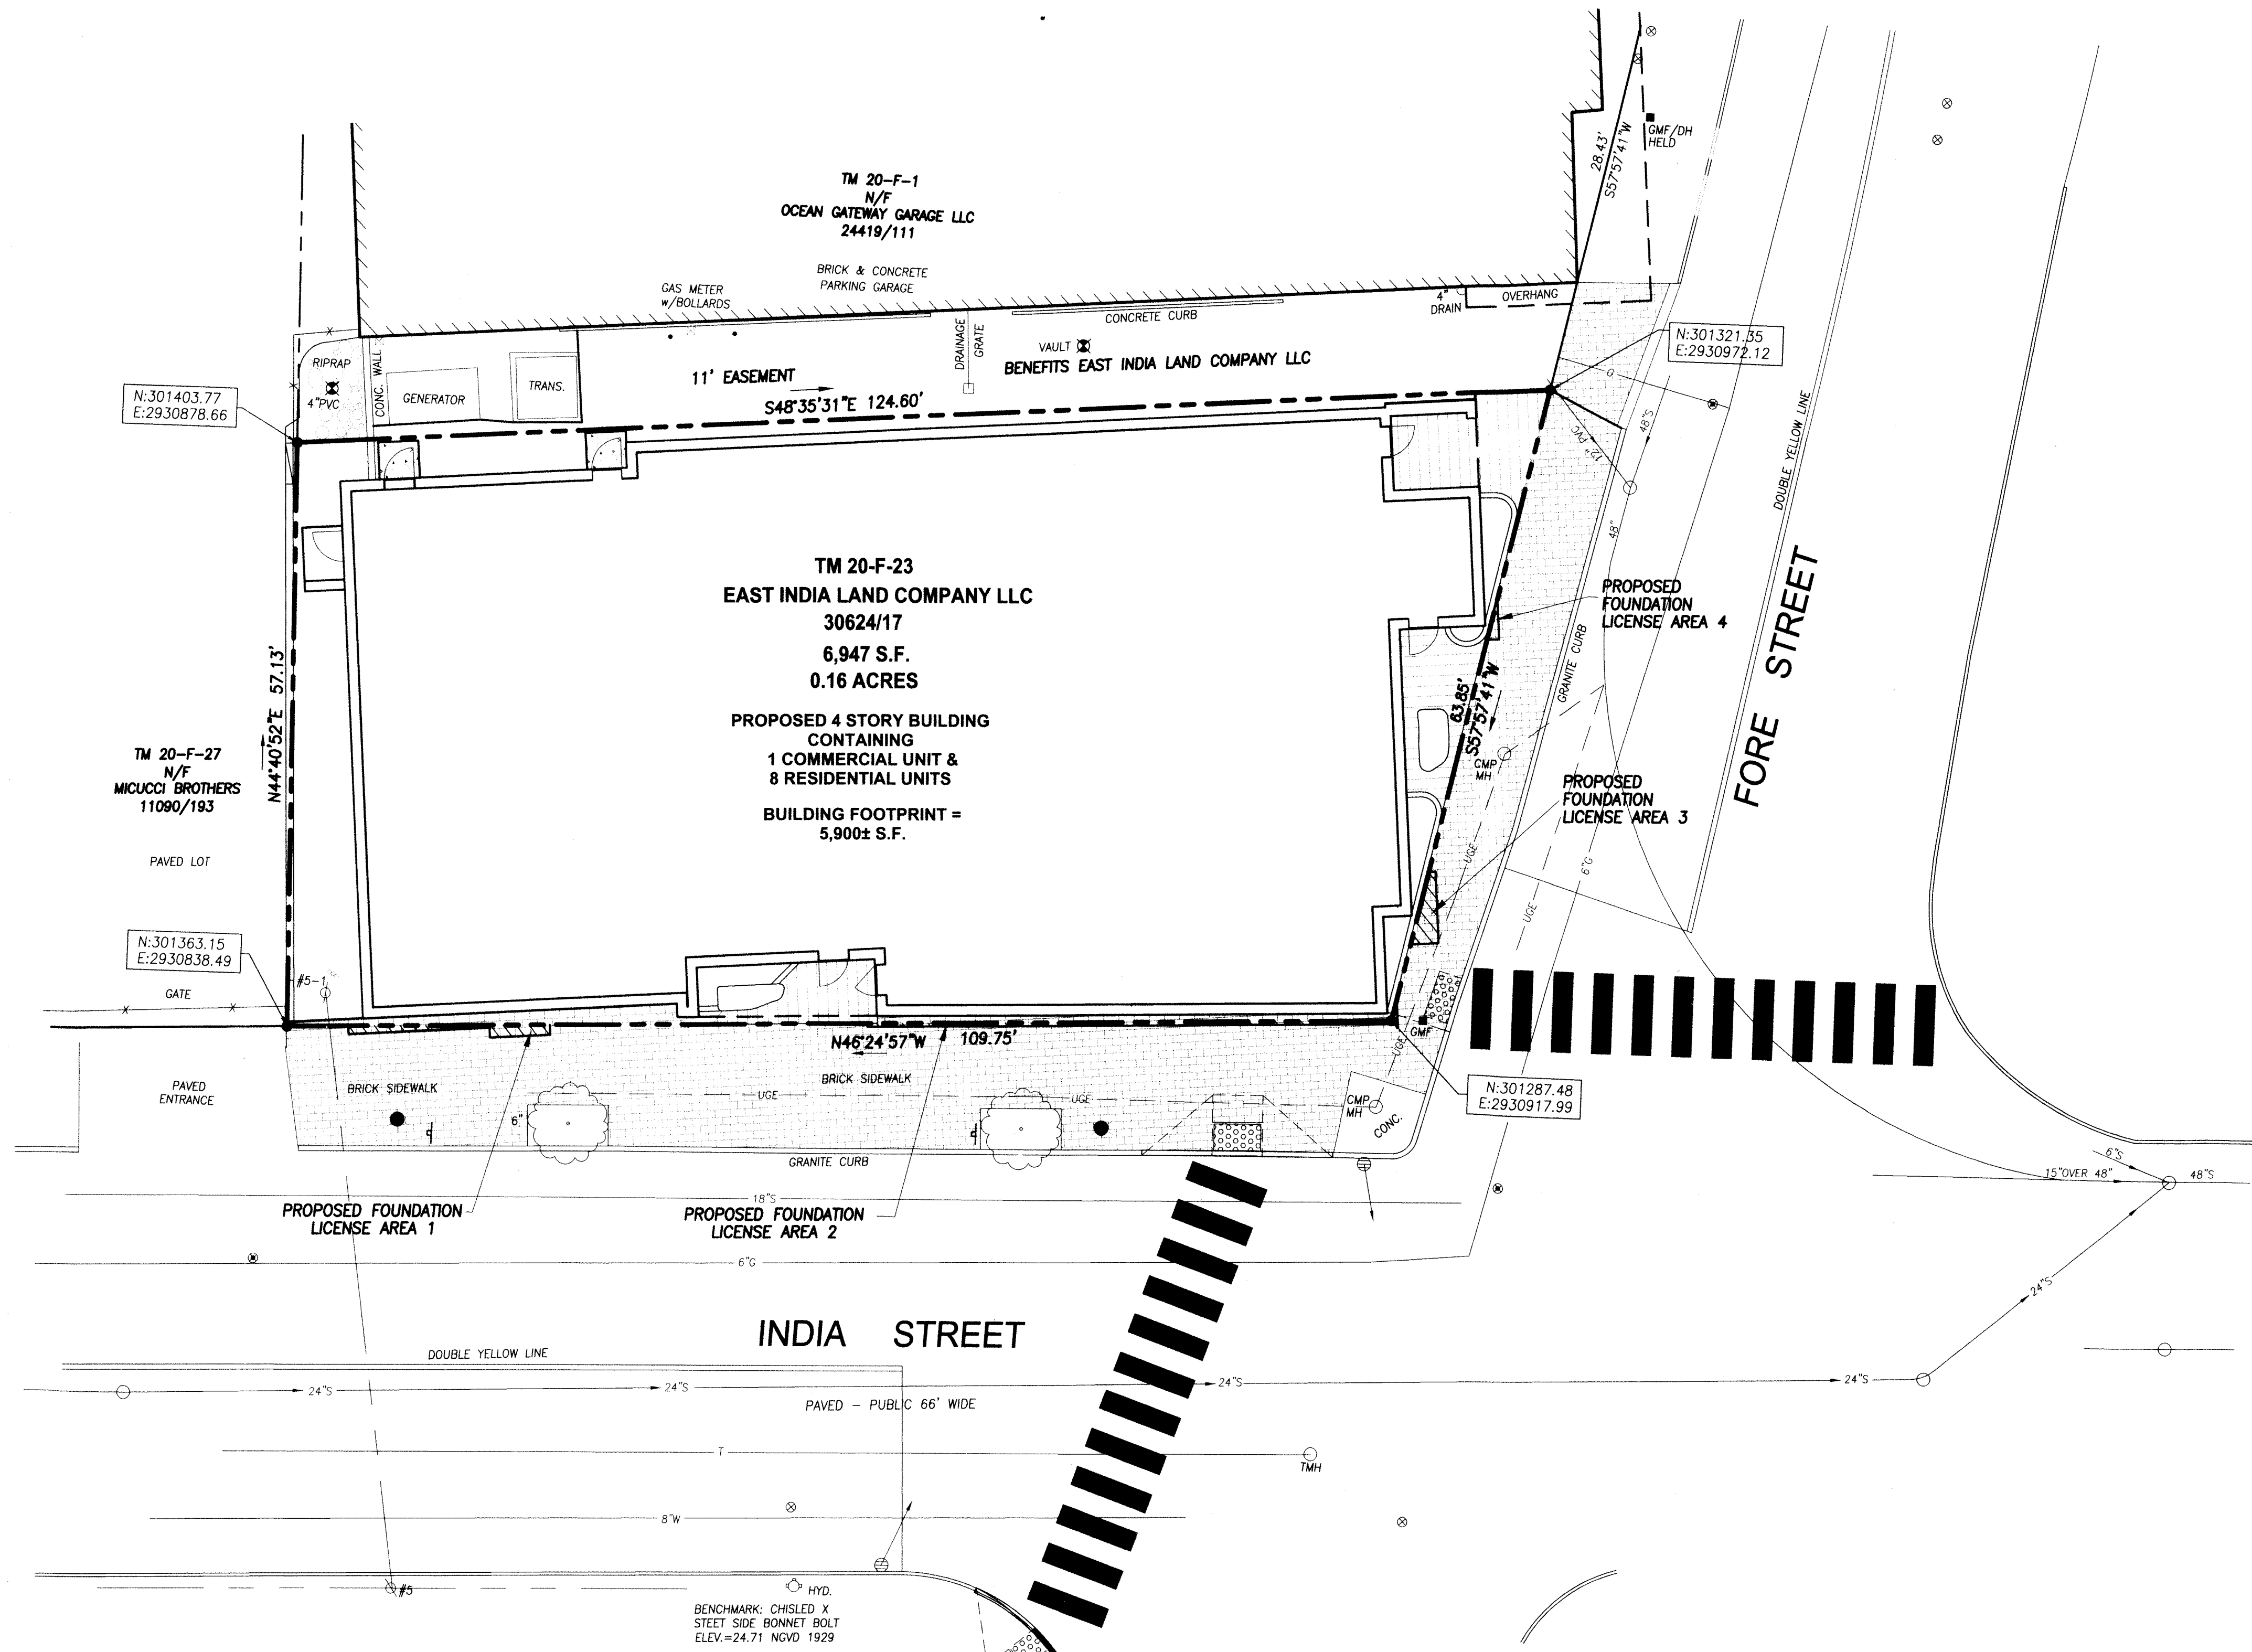 GMF/DH
HELD
28.43'
S57°57'41"W
TM 20-F-1
N/F
OCEAN GATEWAY GARAGE LLC
24419/111
BRICK & CONCRETE
PARKING GARAGE
GAS METER
w/BOLLARDS
4"
DRAIN
OVERHANG
CONCRETE CURB
DRAINAGE
GRATE
VAULT
BENEFITS EAST INDIA LAND COMPANY LLC
11' EASEMENT
S48°35'31"E 124.60'
RIPRAP
4"PVC
CONC. WALL
GENERATOR
TRANS.
N:301403.77
E:2930878.66
N:301321.35
E:2930972.12
G
48"S
12" PVC
48"
DOUBLE YELLOW LINE
FORE STREET
TM 20-F-23
EAST INDIA LAND COMPANY LLC
30624/17
6,947 S.F.
0.16 ACRES
PROPOSED 4 STORY BUILDING
CONTAINING
1 COMMERCIAL UNIT &
8 RESIDENTIAL UNITS
BUILDING FOOTPRINT =
5,900± S.F.
PROPOSED
FOUNDATION
LICENSE AREA 4
GRANITE CURB
63.85'
S57°57'41"W
CMP
MH
PROPOSED
FOUNDATION
LICENSE AREA 3
UGE
UGE
6"G
N44°40'52"E 57.13'
TM 20-F-27
N/F
MICUCCI BROTHERS
11090/193
PAVED LOT
N:301363.15
E:2930838.49
GATE
#5-1
PAVED
ENTRANCE
N46°24'57"W 109.75'
GMF
UGE
BRICK SIDEWALK
BRICK SIDEWALK
UGE
UGE
6"
CMP
MH
CONC.
N:301287.48
E:2930917.99
GRANITE CURB
18"S
PROPOSED FOUNDATION
LICENSE AREA 1
PROPOSED FOUNDATION
LICENSE AREA 2
6"G
6"S
15"OVER 48"
48"S
24"S
INDIA STREET
DOUBLE YELLOW LINE
24"S
24"S
24"S
24"S
PAVED - PUBLIC 66' WIDE
T
TMH
8"W
#5
HYD.
BENCHMARK: CHISLED X
STEET SIDE BONNET BOLT
ELEV.=24.71 NGVD 1929